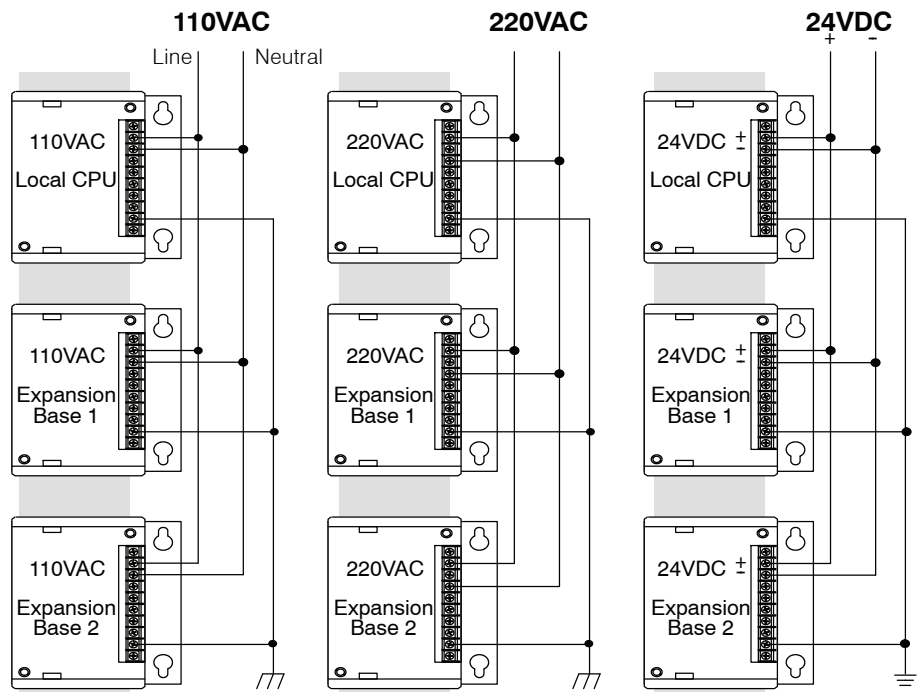 110VAC
Line
Neutral
110VAC
Local CPU
110VAC
Expansion
Base 1
110VAC
Expansion
Base 2
220VAC
220VAC
Local CPU
220VAC
Expansion
Base 1
220VAC
Expansion
Base 2
24VDC
+ -
24VDC + -
Local CPU
24VDC + -
Expansion
Base 1
24VDC + -
Expansion
Base 2